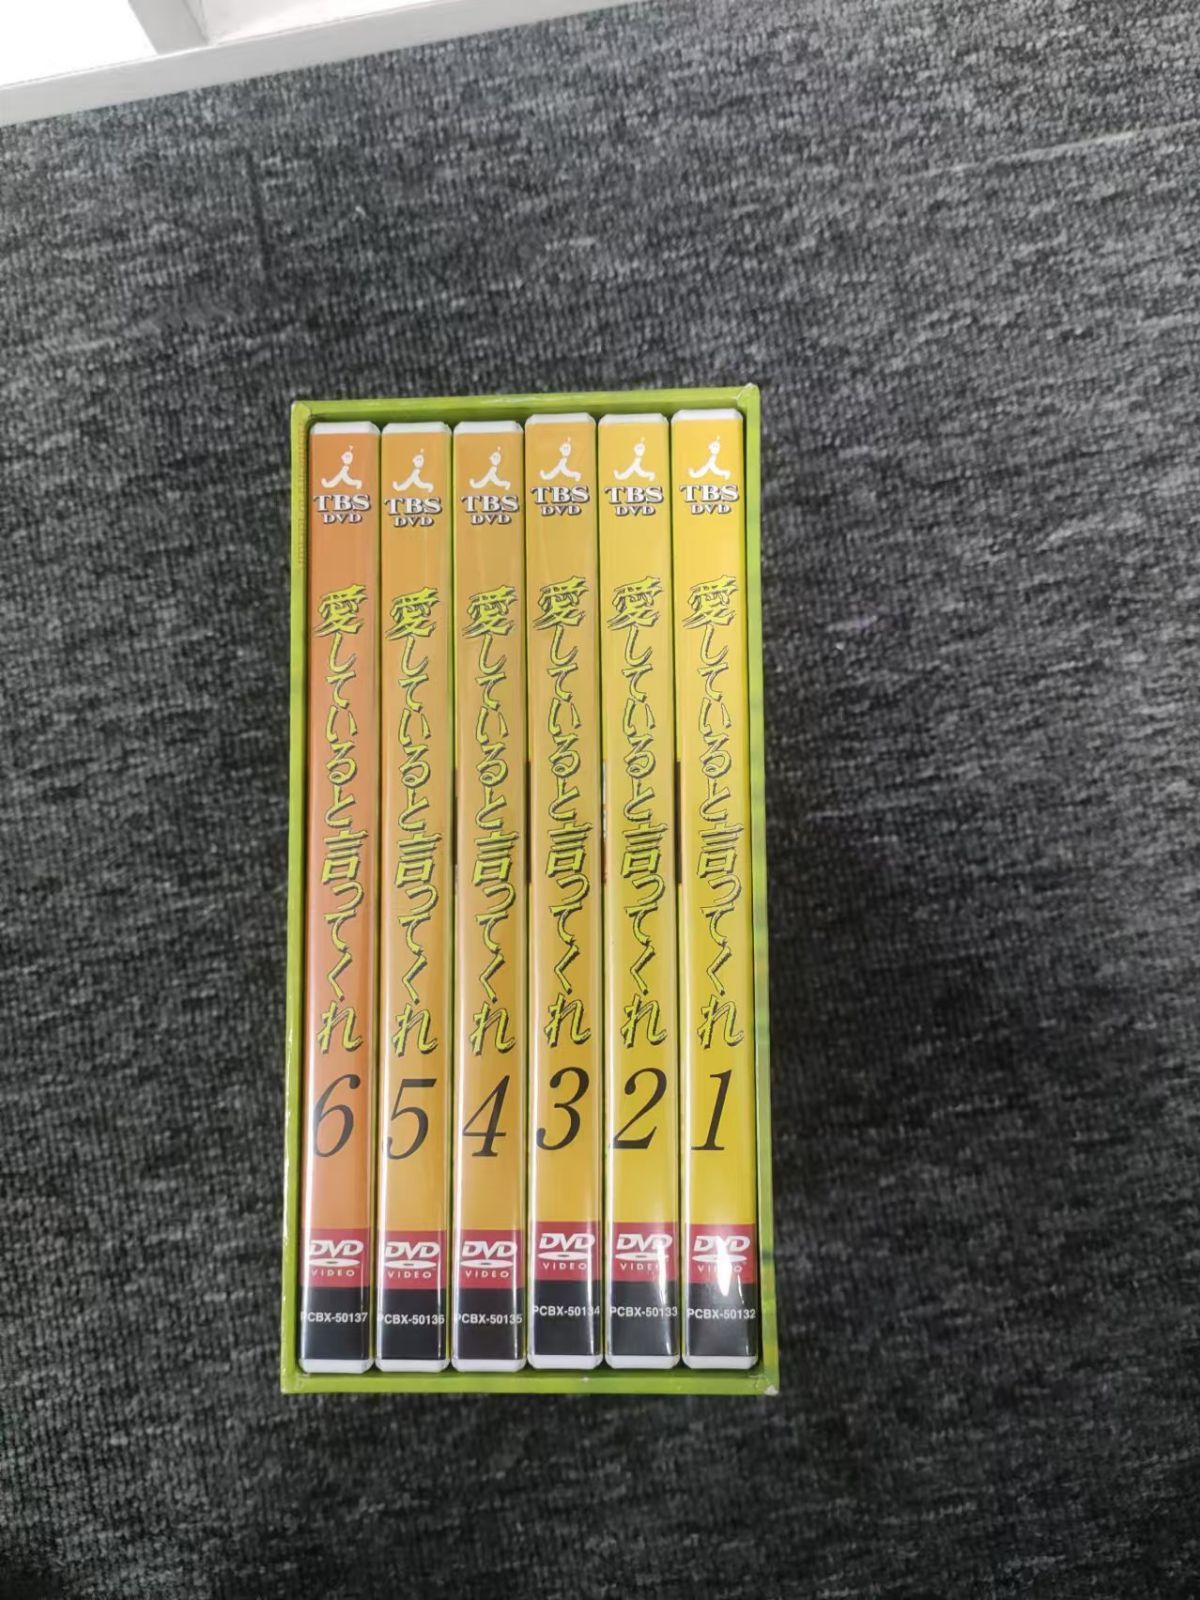 TBS
DVD
愛していると言ってくれ
6
DVD
VIDEO
PCBX-50137
TBS
DVD
愛していると言ってくれ
5
DVD
VIDEO
PCBX-50136
TBS
DVD
愛していると言ってくれ
4
DVD
VIDEO
PCBX-50135
TBS
DVD
愛していると言ってくれ
3
DVD
VIDEO
PCBX-50134
TBS
DVD
愛していると言ってくれ
2
DVD
VIDEO
PCBX-50133
TBS
DVD
愛していると言ってくれ
1
DVD
VIDEO
PCBX-50132